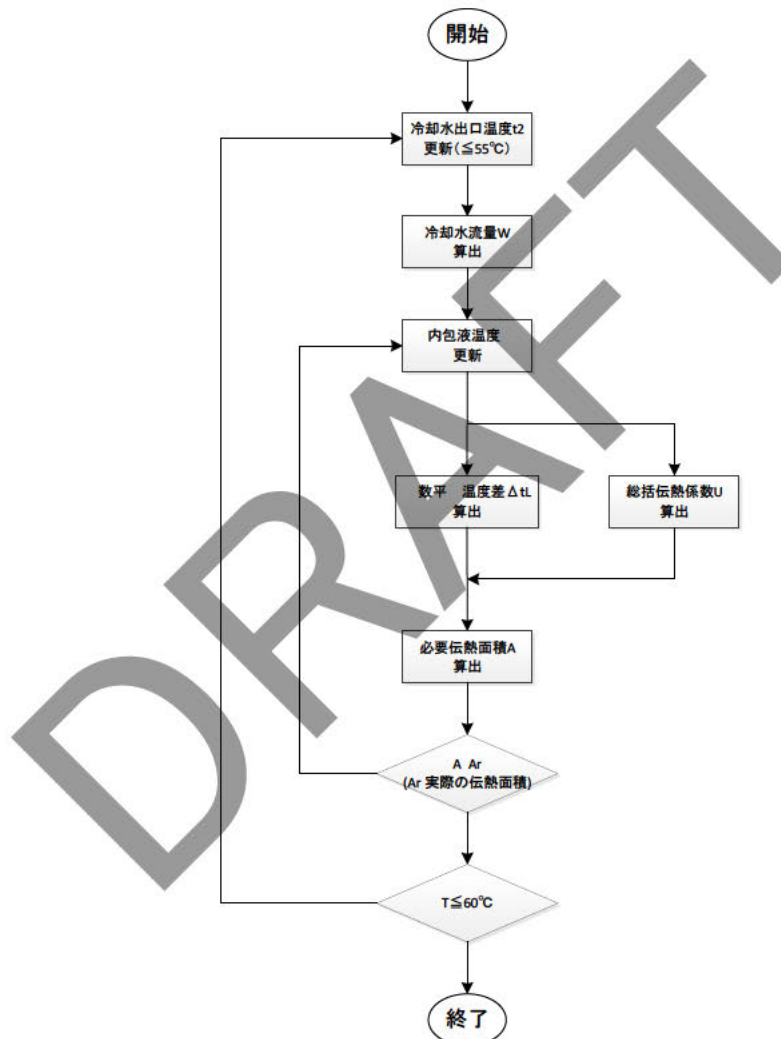 開始
冷却水出口温度t2
更新(≦55℃)
冷却水流量W
算出
内包液温度
更新
数平　温度差ΔtL
算出
総括伝熱係数U
算出
必要伝熱面積A
算出
A Ar
(Ar 実際の伝熱面積)
T≦60℃
終了
DRAFT